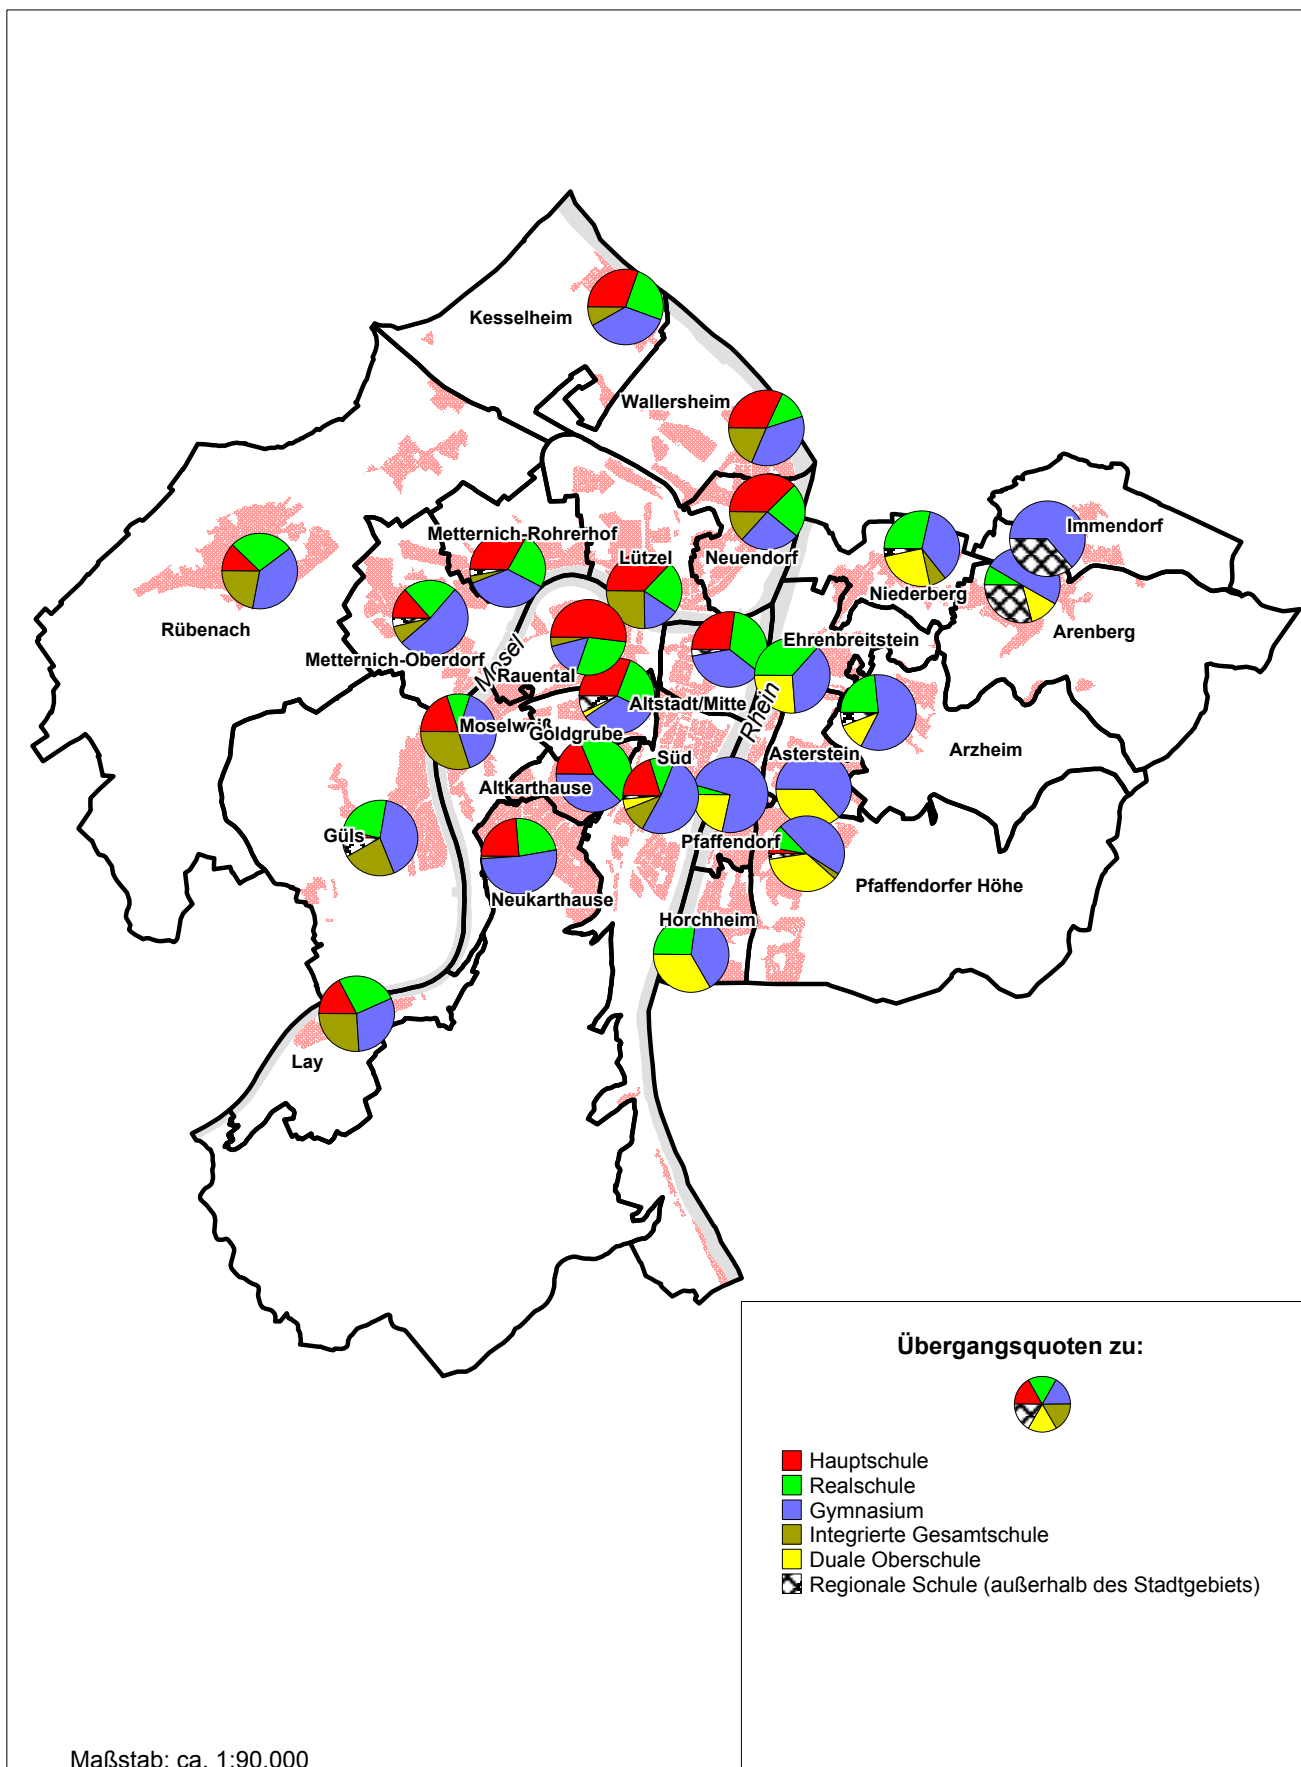 Kesselheim
Wallersheim
Immendorf
Metternich-Rohrerhof
Lützel
Neuendorf
Niederberg
Rübenach
Arenberg
Ehrenbreitstein
Metternich-Oberdorf
Mosel
Rauental
Altstadt/Mitte
Rhein
Moselweiß
Goldgrube
Süd
Asterstein
Arzheim
Altkarthause
Güls
Pfaffendorf
Pfaffendorfer Höhe
Neukarthause
Horchheim
Lay
Übergangsquoten zu:
Hauptschule
Realschule
Gymnasium
Integrierte Gesamtschule
Duale Oberschule
Regionale Schule (außerhalb des Stadtgebiets)
Maßstab: ca. 1:90.000